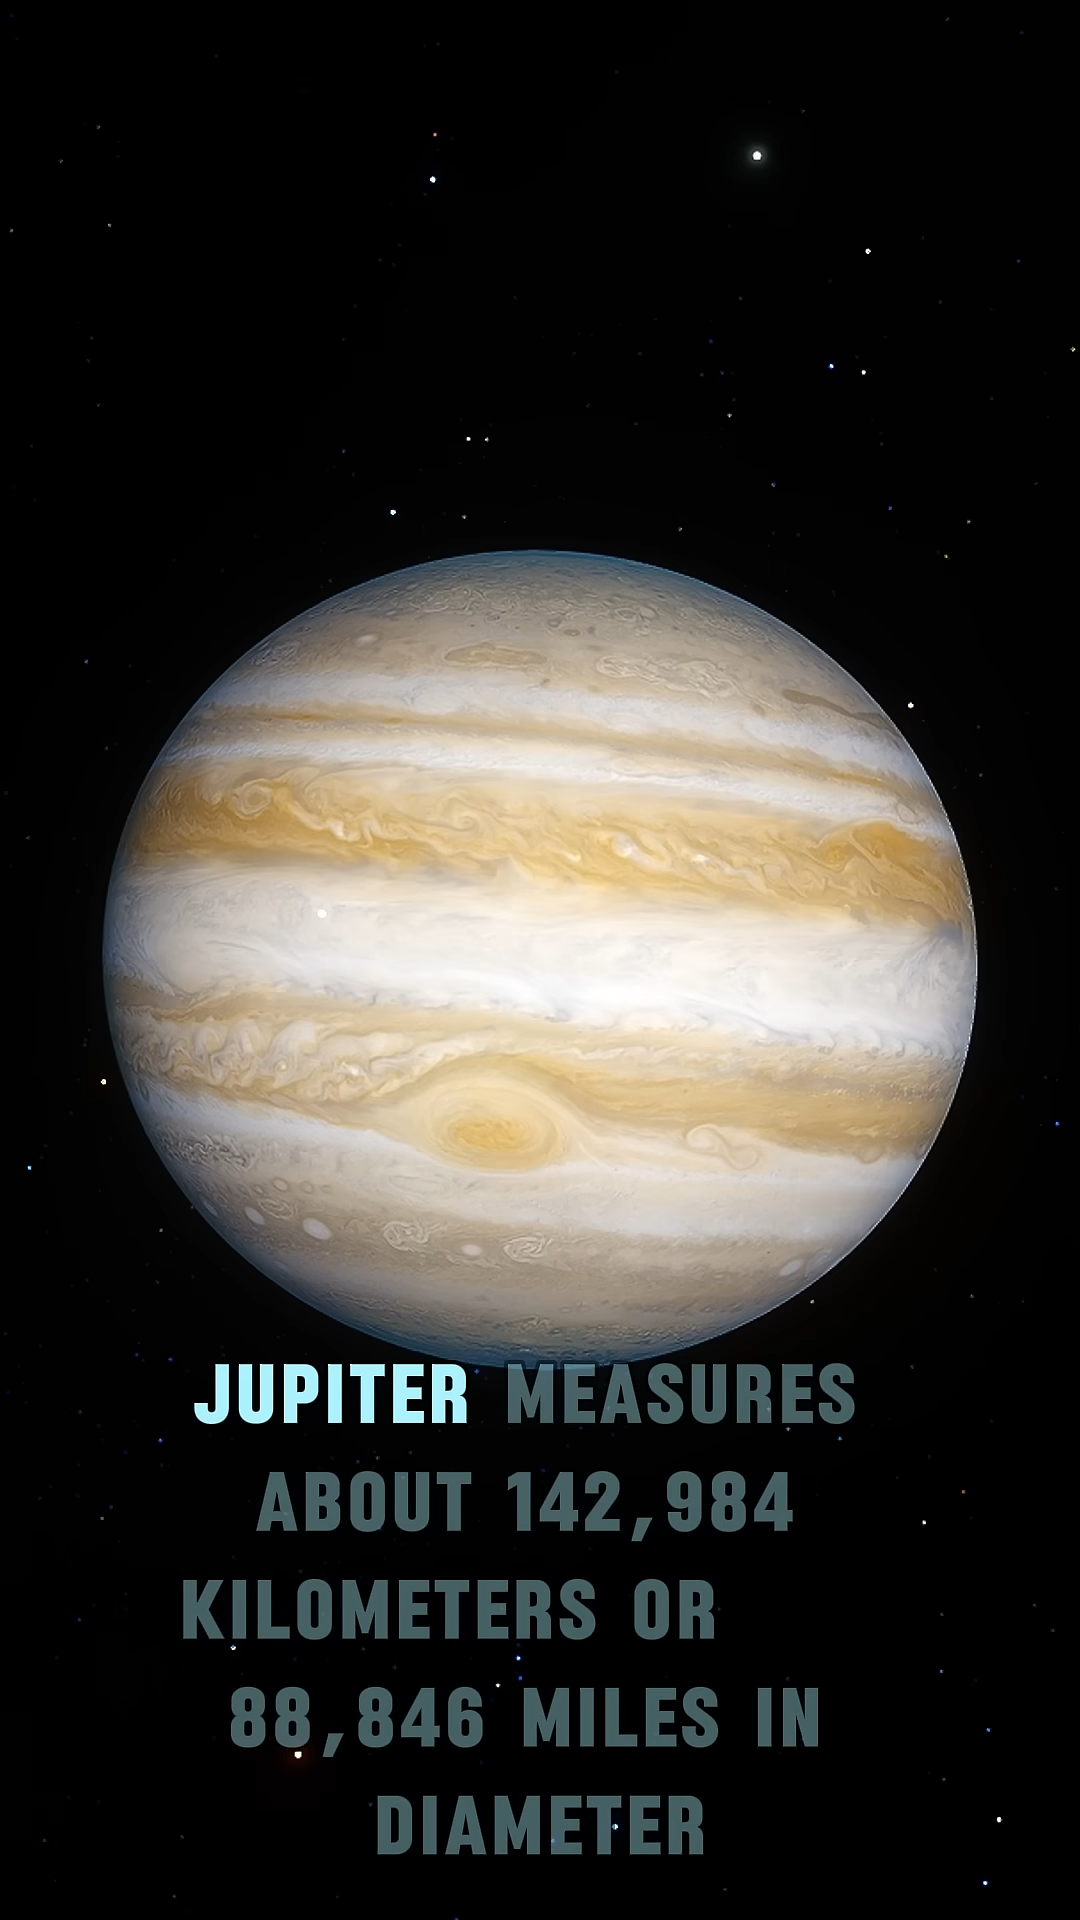 JUPITER MEASURES
ABOUT 142,984
KILOMETERS OR
88,846 MILES IN
DIAMETER